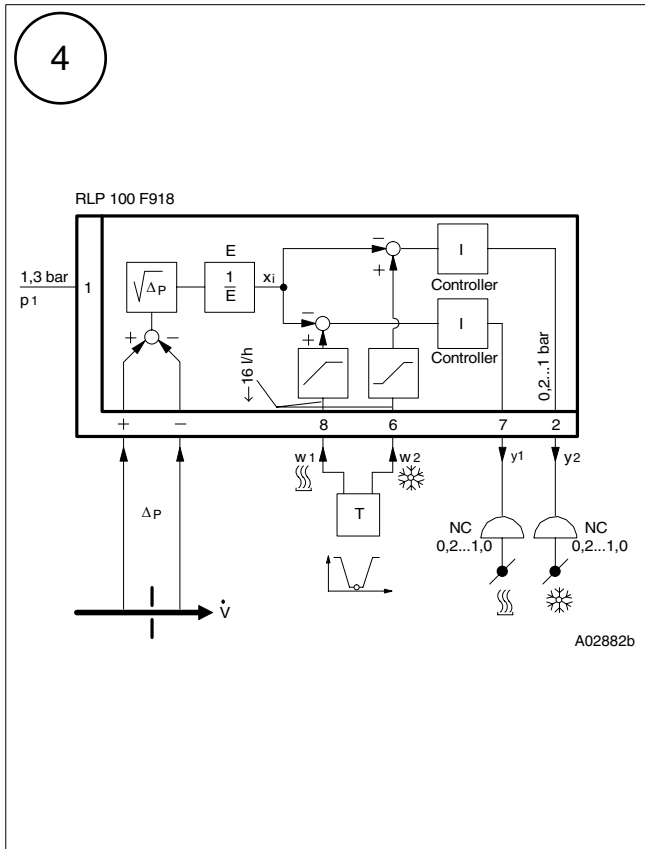 4
RLP 100 F918
1,3 bar
p1
1
√ΔP
E
1
E
xi
−
+
I
Controller
−
+
I
Controller
+ −
←16 l/h
0,2...1 bar
+ − 8 6 7 2
w1 w2 y1 y2
ΔP
T
NC
0,2...1,0
NC
0,2...1,0
V̇
A02882b